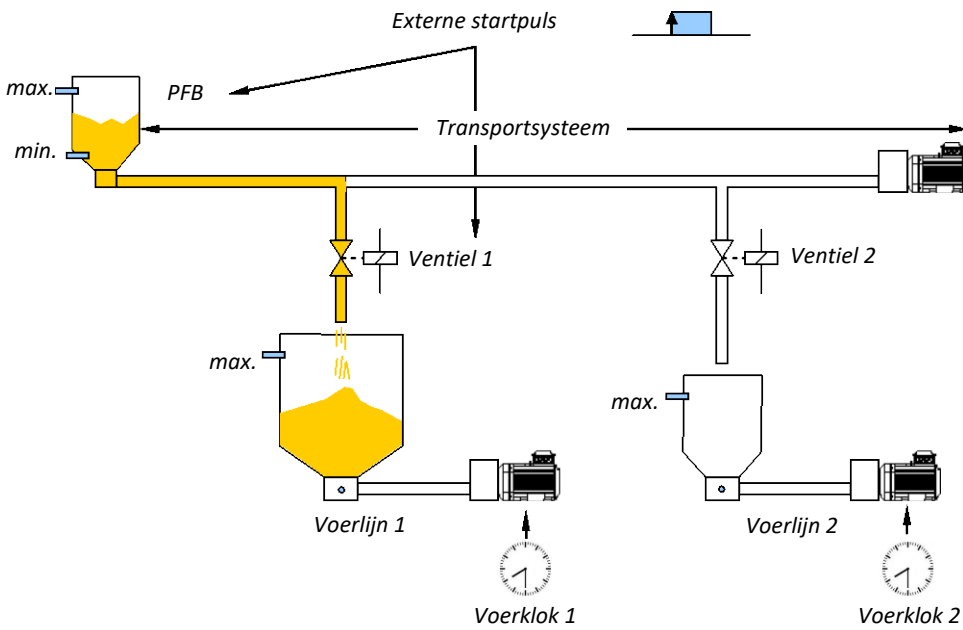 Externe startpuls
max.
PFB
Transportsysteem
min.
Ventiel 1
Ventiel 2
max.
max.
Voerlijn 1
Voerlijn 2
Voerklok 1
Voerklok 2